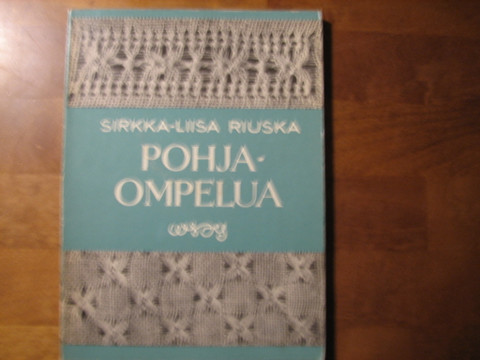 SIRKKA-LIISA RIUSKA
POHJA-
OMPELUA
WSOY